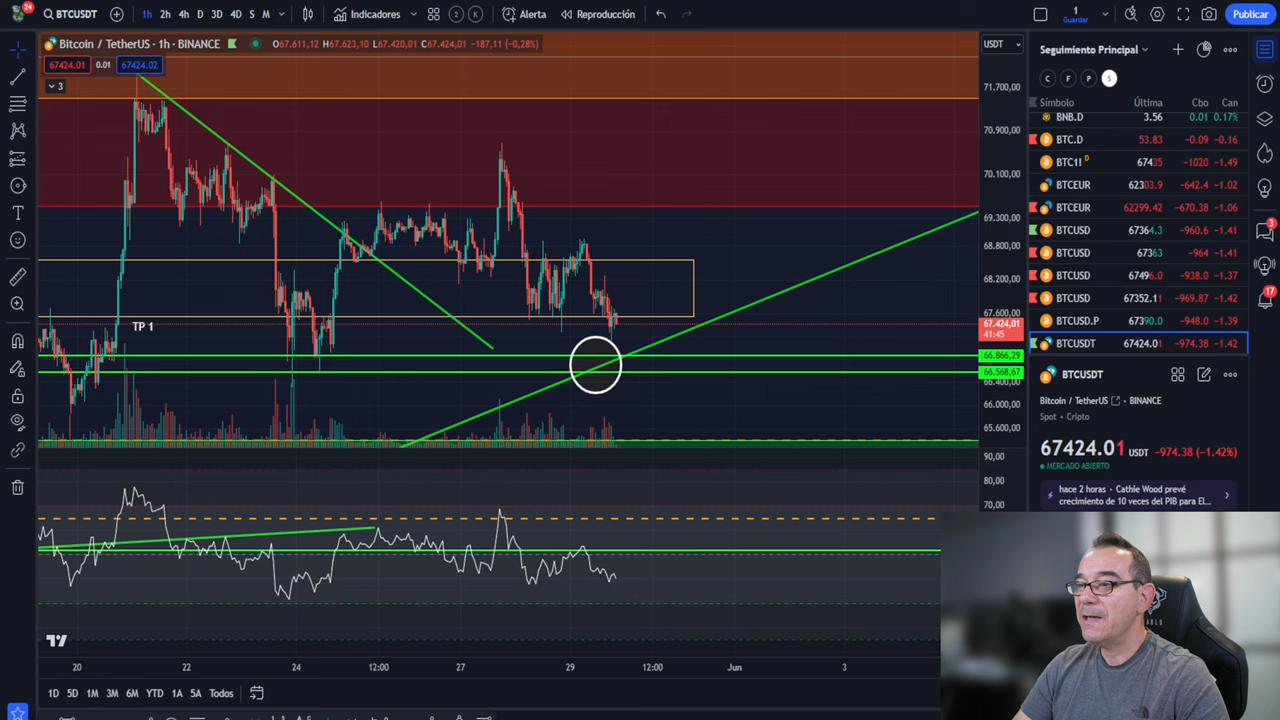 24
BTCUSDT
1h 2h 4h D 3D 4D S M
Indicadores
2 K
Alerta
Reproducción
1
Guardar
Publicar
Bitcoin / TetherUS · 1h · BINANCE
O67.611,12 H67.623,10 L67.420,01 C67.424,01 -187,11 (-0,28%)
USDT
67424.01 0.01 67424.02
3
TP 1
71.700,00
70.900,00
70.100,00
69.300,00
68.800,00
68.200,00
67.600,00
67.424,01
41:45
66.866,29
66.568,67
66.400,00
66.000,00
65.600,00
90,00
80,00
70,00
20 22 24 12:00 27 29 12:00 Jun 3
1D 5D 1M 3M 6M YTD 1A 5A Todos
Seguimiento Principal
C F P S
Símbolo Última Cbo Can
BNB.D 3.56 0.01 0.17%
BTC.D 53.83 -0.09 -0.16
BTC1! D 67435 -1020 -1.49
BTCEUR 62303.9 -642.4 -1.02
BTCEUR 62299.42 -670.38 -1.06
BTCUSD 67364.3 -960.6 -1.41
BTCUSD 67363 -964 -1.41
BTCUSD 67496.0 -938.0 -1.37
BTCUSD 67352.11 -969.87 -1.42
BTCUSD.P 67390.0 -948.0 -1.39
BTCUSDT 67424.01 -974.38 -1.42
BTCUSDT
Bitcoin / TetherUS · BINANCE
Spot · Cripto
67424.01 USDT -974.38 (-1.42%)
MERCADO ABIERTO
hace 2 horas · Cathie Wood prevé
crecimiento de 10 veces del PIB para El...
3
17